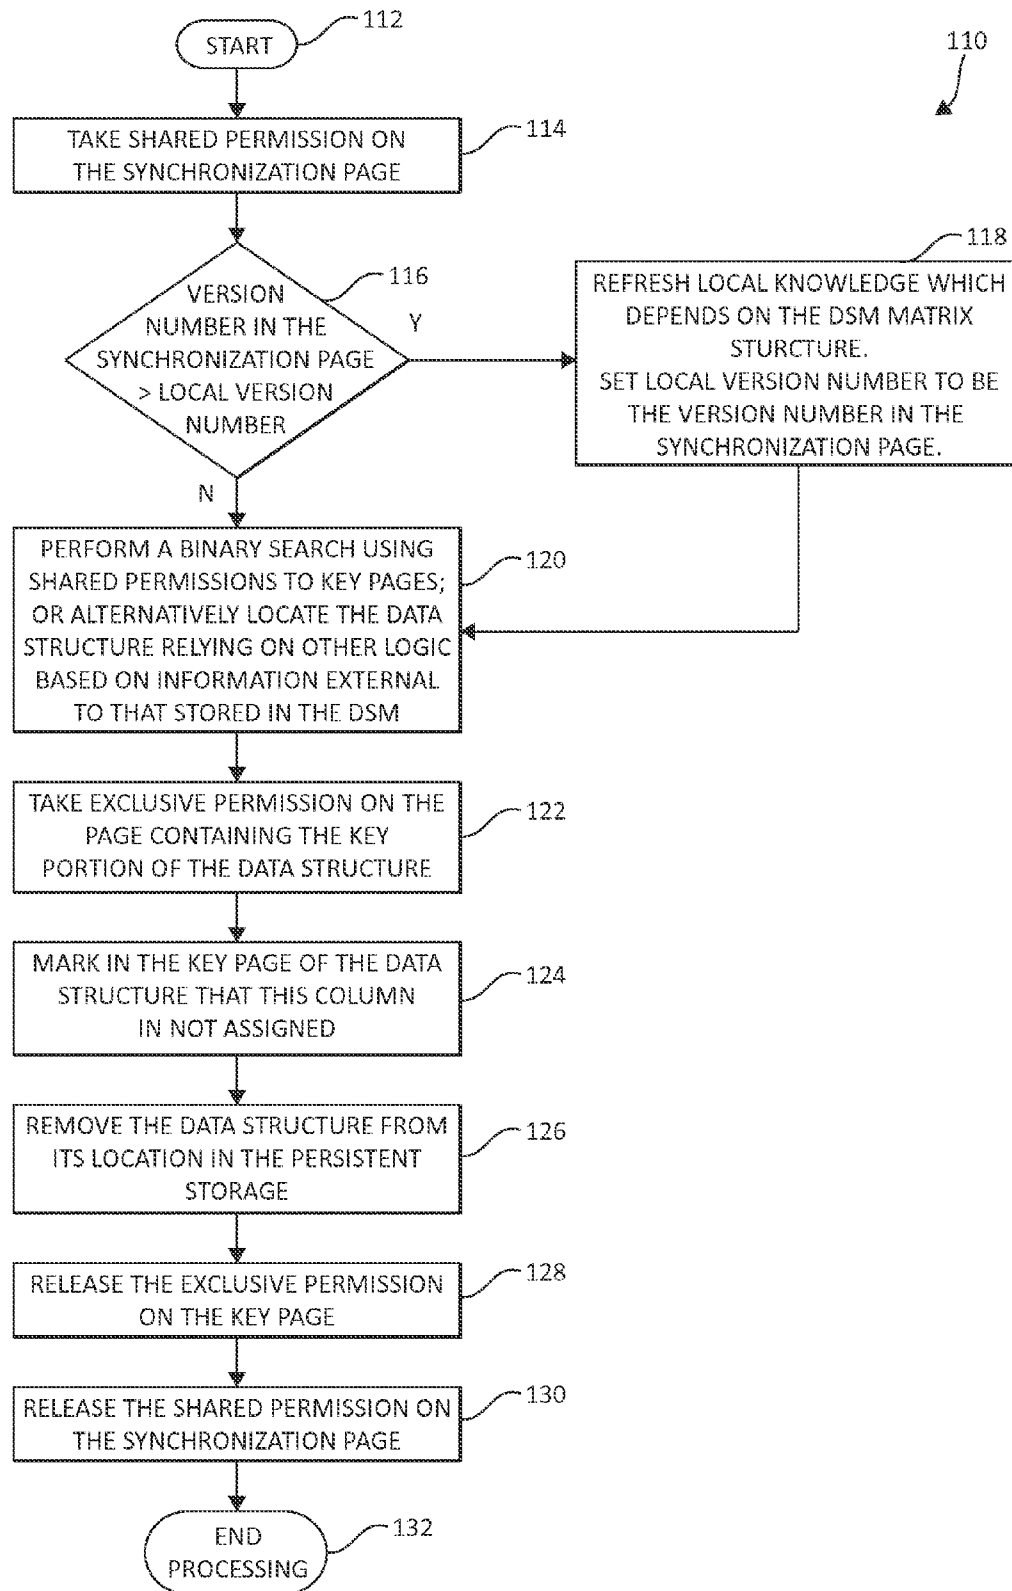 START
112
110
TAKE SHARED PERMISSION ON
THE SYNCHRONIZATION PAGE
114
VERSION
NUMBER IN THE
SYNCHRONIZATION PAGE
> LOCAL VERSION
NUMBER
116
Y
N
118
REFRESH LOCAL KNOWLEDGE WHICH
DEPENDS ON THE DSM MATRIX
STURCTURE.
SET LOCAL VERSION NUMBER TO BE
THE VERSION NUMBER IN THE
SYNCHRONIZATION PAGE.
PERFORM A BINARY SEARCH USING
SHARED PERMISSIONS TO KEY PAGES;
OR ALTERNATIVELY LOCATE THE DATA
STRUCTURE RELYING ON OTHER LOGIC
BASED ON INFORMATION EXTERNAL
TO THAT STORED IN THE DSM
120
TAKE EXCLUSIVE PERMISSION ON THE
PAGE CONTAINING THE KEY
PORTION OF THE DATA STRUCTURE
122
MARK IN THE KEY PAGE OF THE DATA
STRUCTURE THAT THIS COLUMN
IN NOT ASSIGNED
124
REMOVE THE DATA STRUCTURE FROM
ITS LOCATION IN THE PERSISTENT
STORAGE
126
RELEASE THE EXCLUSIVE PERMISSION
ON THE KEY PAGE
128
RELEASE THE SHARED PERMISSION ON
THE SYNCHRONIZATION PAGE
130
END
PROCESSING
132